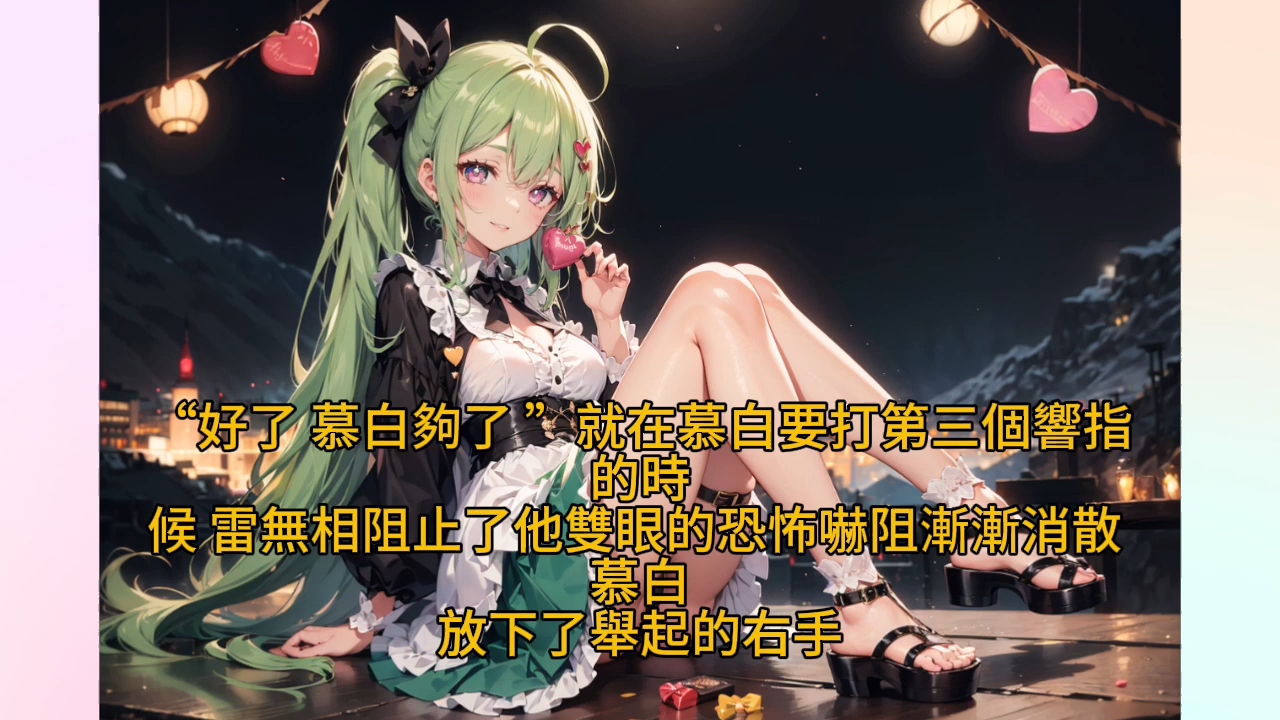 “好了 慕白夠了 ” 就在慕白要打第三個響指
的時
候 雷無相阻止了他雙眼的恐怖嚇阻漸漸消散
慕白
放下了舉起的右手